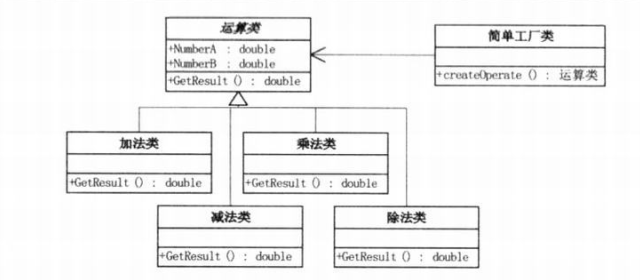 运算类
+NumberA : double
+NumberB : double
+GetResult () : double
简单工厂类
+createOperate () : 运算类
加法类
+GetResult () : double
乘法类
+GetResult () : double
减法类
+GetResult () : double
除法类
+GetResult () : double